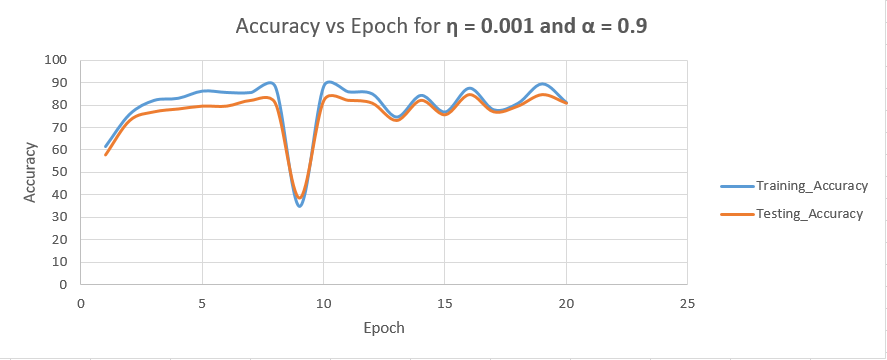 Accuracy vs Epoch for η = 0.001 and α = 0.9
100
90
80
70
60
50
40
30
20
10
0
Accuracy
0 5 10 15 20 25
Epoch
Training_Accuracy
Testing_Accuracy